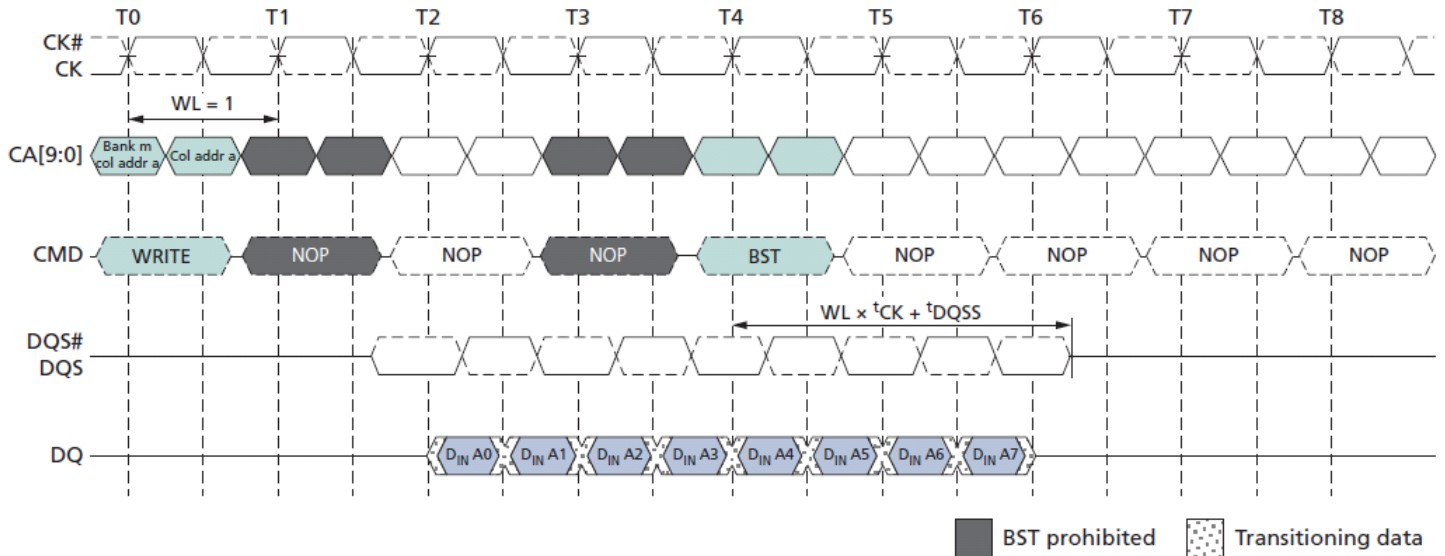 T0 T1 T2 T3 T4 T5 T6 T7 T8
CK#
CK
WL = 1
CA[9:0]
Bank m
col addr a
Col addr a
CMD WRITE NOP NOP NOP BST NOP NOP NOP NOP
WL × tCK + tDQSS
DQS#
DQS
DQ DIN A0 DIN A1 DIN A2 DIN A3 DIN A4 DIN A5 DIN A6 DIN A7
BST prohibited Transitioning data